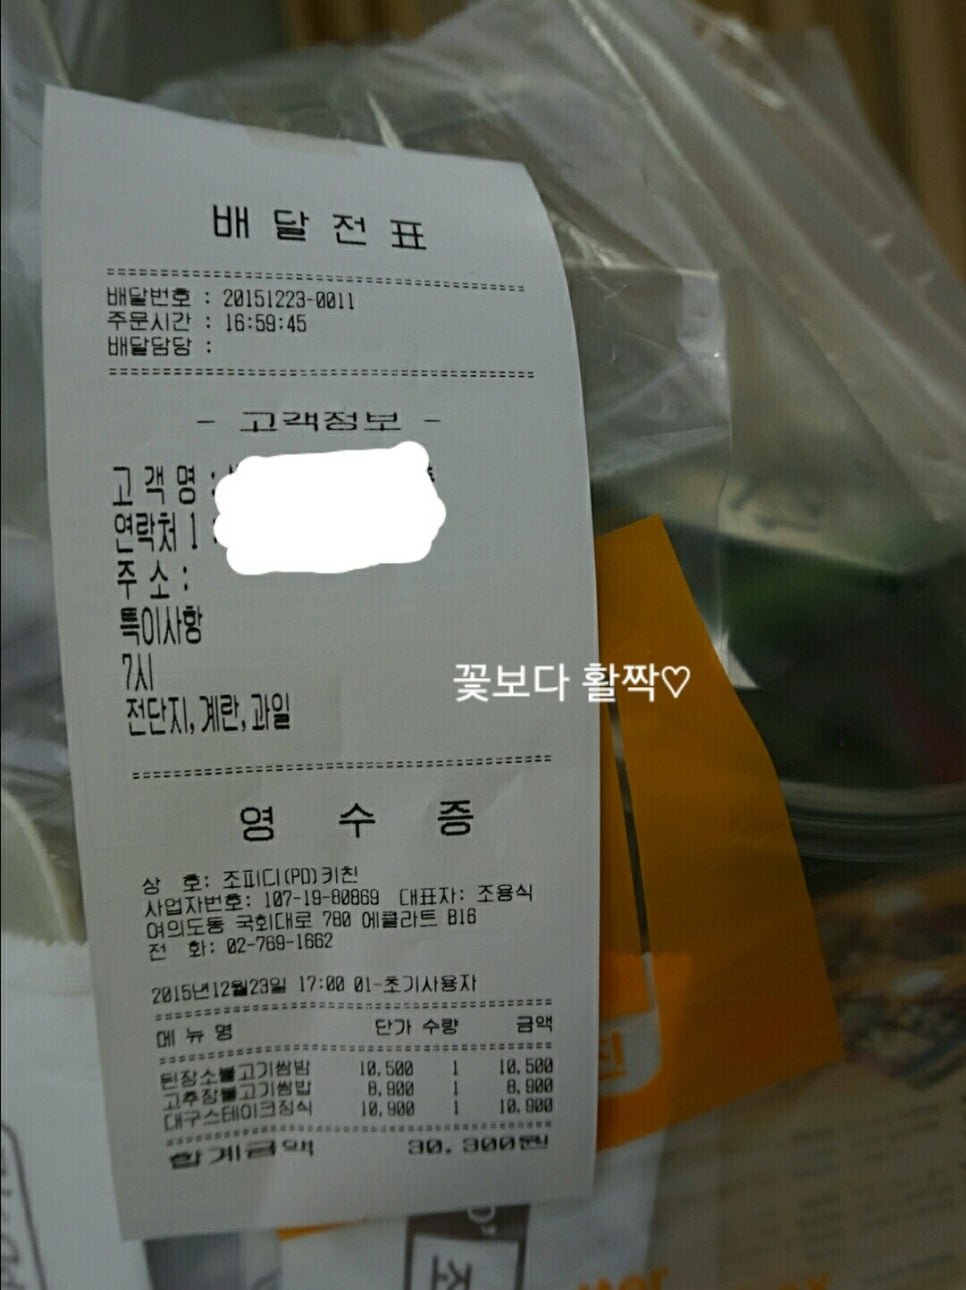 배달전표
배달번호 : 20151223-0011
주문시간 : 16:59:45
배달담당 :
- 고객정보 -
고객명 :
연락처 1 :
주소 :
특이사항
7시
전단지, 계란, 과일
꽃보다 활짝♡
영 수 증
상 호: 조피디(PD)키친
사업자번호: 107-19-80869 대표자: 조용식
여의도동 국회대로 780 에클라트 B16
전 화: 02-769-1662
2015년12월23일 17:00 01-초기사용자
메뉴명 단가 수량 금액
된장소불고기쌈밥 10,500 1 10,500
고추장불고기쌈밥 8,900 1 8,900
대구스테이크정식 10,900 1 10,900
합계금액 30,300원
조